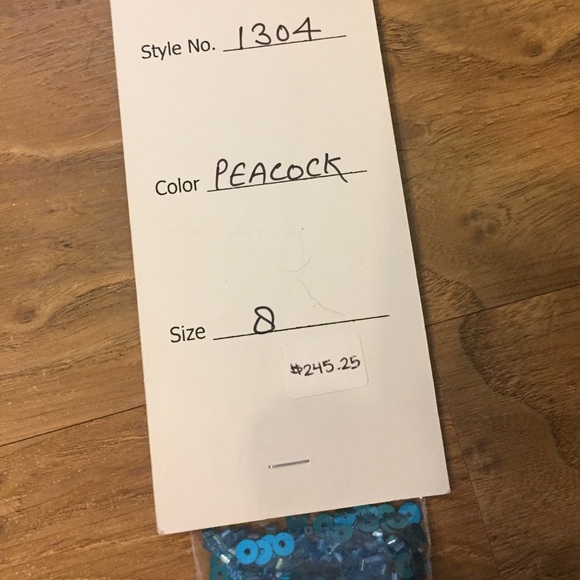 Style No. 1304
Color PEACOCK
Size 8
$245.25